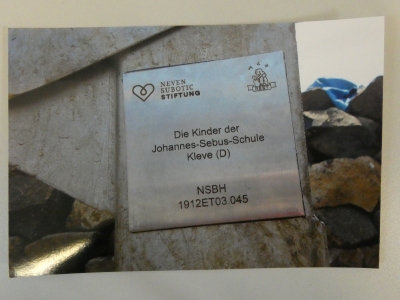 NEVEN
SUBOTIC
STIFTUNG
Die Kinder der
Johannes-Sebus-Schule
Kleve (D)
NSBH
1912ET03.045